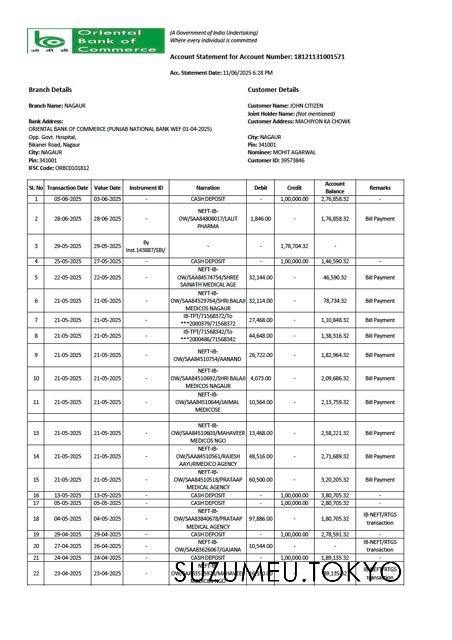 Oriental
Bank of
Commerce
(A Government of India Undertaking)
Where every individual is committed
Account Statement for Account Number: 18121131001571
Acc. Statement Date: 11/06/2025 6:28 PM
Branch Details
Customer Details
Branch Name: NAGAUR
Customer Name: JOHN CITIZEN
Joint Holder Name: (Not mentioned)
Customer Address: MACHIYON KA CHOWK
Bank Address:
ORIENTAL BANK OF COMMERCE (PUNJAB NATIONAL BANK WEF 01-04-2025)
Opp. Govt. Hospital,
Bikaner Road, Nagaur
City: NAGAUR
Pin: 341001
IFSC Code: ORBC0101812
City: NAGAUR
Pin: 341001
Nominee: MOHIT AGARWAL
Customer ID: 39573846
Sl. No Transaction Date Value Date Instrument ID Narration Debit Credit Account Balance Remarks
1 03-06-2025 03-06-2025 - CASH DEPOSIT - 1,00,000.00 2,76,858.32 -
2 28-06-2025 28-06-2025 - NEFT-IB-OW/SAA84808017/LALIT PHARMA 1,846.00 - 1,76,858.32 Bill Payment
3 29-05-2025 29-05-2025 By Inst.143887/SBI/ - - 1,78,704.32 -
4 25-05-2025 27-05-2025 - CASH DEPOSIT - 1,00,000.00 1,46,590.32 -
5 22-05-2025 22-05-2025 - NEFT-IB-OW/SAA84574754/SHREE SAINATH MEDICAL AGE 32,144.00 - 46,590.32 Bill Payment
6 21-05-2025 21-05-2025 - NEFT-IB-OW/SAA84529764/SHRI BALAJI MEDICOS NAGAUR 32,114.00 - 78,734.32 Bill Payment
7 21-05-2025 21-05-2025 - IB-TPT/71568372/To ***2000379/71568372 27,468.00 - 1,10,848.32 Bill Payment
8 21-05-2025 21-05-2025 - IB-TPT/71568342/To ***2000486/71568342 44,648.00 - 1,38,316.32 Bill Payment
9 21-05-2025 21-05-2025 - NEFT-IB-OW/SAA84510754/AANAND 26,722.00 - 1,82,964.32 Bill Payment
10 21-05-2025 21-05-2025 - NEFT-IB-OW/SAA84510692/SHRI BALAJI MEDICOS NAGAUR 4,073.00 - 2,09,686.32 Bill Payment
11 21-05-2025 21-05-2025 - NEFT-IB-OW/SAA84510644/JAIMAL MEDICOSE 10,564.00 - 2,13,759.32 Bill Payment
13 21-05-2025 21-05-2025 - NEFT-IB-OW/SAA84510603/MAHAVEER MEDICOS NGO 13,468.00 - 2,58,221.32 Bill Payment
14 21-05-2025 21-05-2025 - NEFT-IB-OW/SAA84510561/RAJESH AAYURMEDICO AGENCY 48,516.00 - 2,71,689.32 Bill Payment
15 21-05-2025 21-05-2025 - NEFT-IB-OW/SAA84510518/PRATAAP MEDICAL AGENCY 60,500.00 - 3,20,205.32 Bill Payment
16 13-05-2025 13-05-2025 - CASH DEPOSIT - 1,00,000.00 3,80,705.32 -
17 05-05-2025 05-05-2025 - CASH DEPOSIT - 1,00,000.00 2,80,705.32 -
18 04-05-2025 04-05-2025 - NEFT-IB-OW/SAA83840678/PRATAAP MEDICAL AGENCY 97,886.00 - 1,80,705.32 IB-NEFT/RTGS transaction
19 29-04-2025 29-04-2025 - CASH DEPOSIT - 1,00,000.00 2,78,591.32 -
20 27-04-2025 26-04-2025 - NEFT-IB-OW/SAA83626067/GAJANA 10,544.00 - - IB-NEFT/RTGS transaction
21 24-04-2025 24-04-2025 - CASH DEPOSIT - 1,00,000.00 1,89,135.32 -
22 23-04-2025 23-04-2025 - NEFT-IB- IB-NEFT/RTGS transaction
SUZUMEU.TOKYO